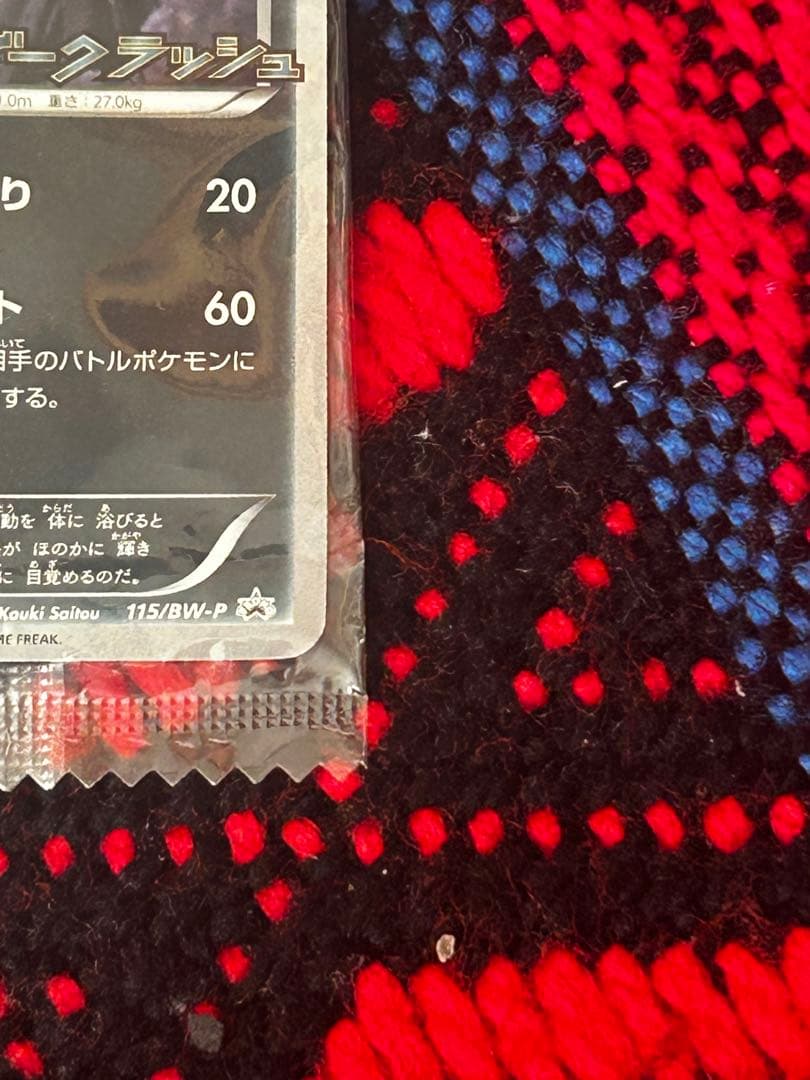 ダークラッシュ
.0m 重さ：27.0kg
り 20
ト 60
相手のバトルポケモンに
する。
動を 体に 浴びると
が ほのかに 輝き
に 目覚めるのだ。
Kouki Saitou 115/BW-P
ME FREAK.